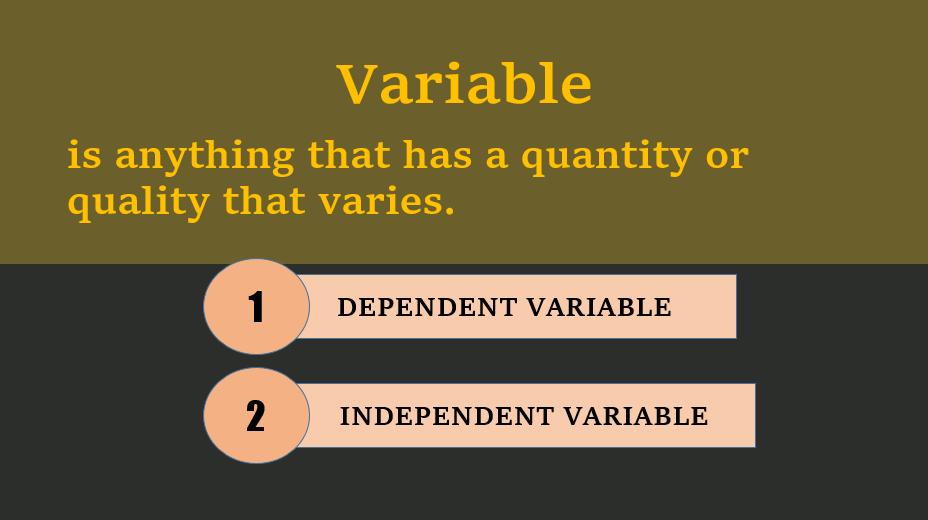 Variable
is anything that has a quantity or
quality that varies.
1 DEPENDENT VARIABLE
2 INDEPENDENT VARIABLE